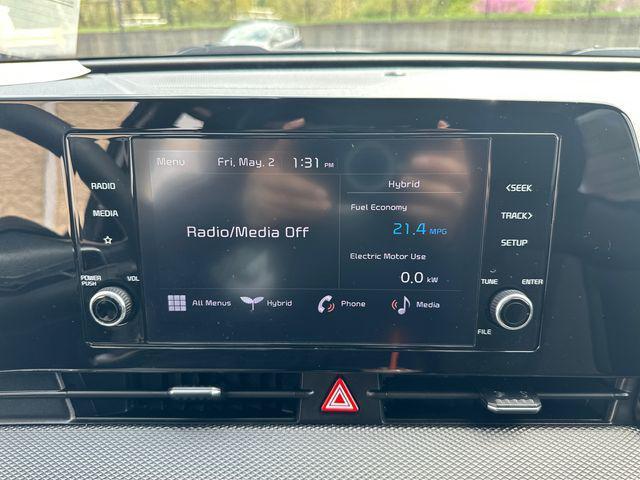 Menu Fri, May. 2 1:31 PM
RADIO
MEDIA
POWER PUSH VOL
Radio/Media Off
Hybrid
Fuel Economy
21.4 MPG
Electric Motor Use
0.0 kW
All Menus Hybrid Phone Media
<SEEK
TRACK>
SETUP
TUNE ENTER
FILE